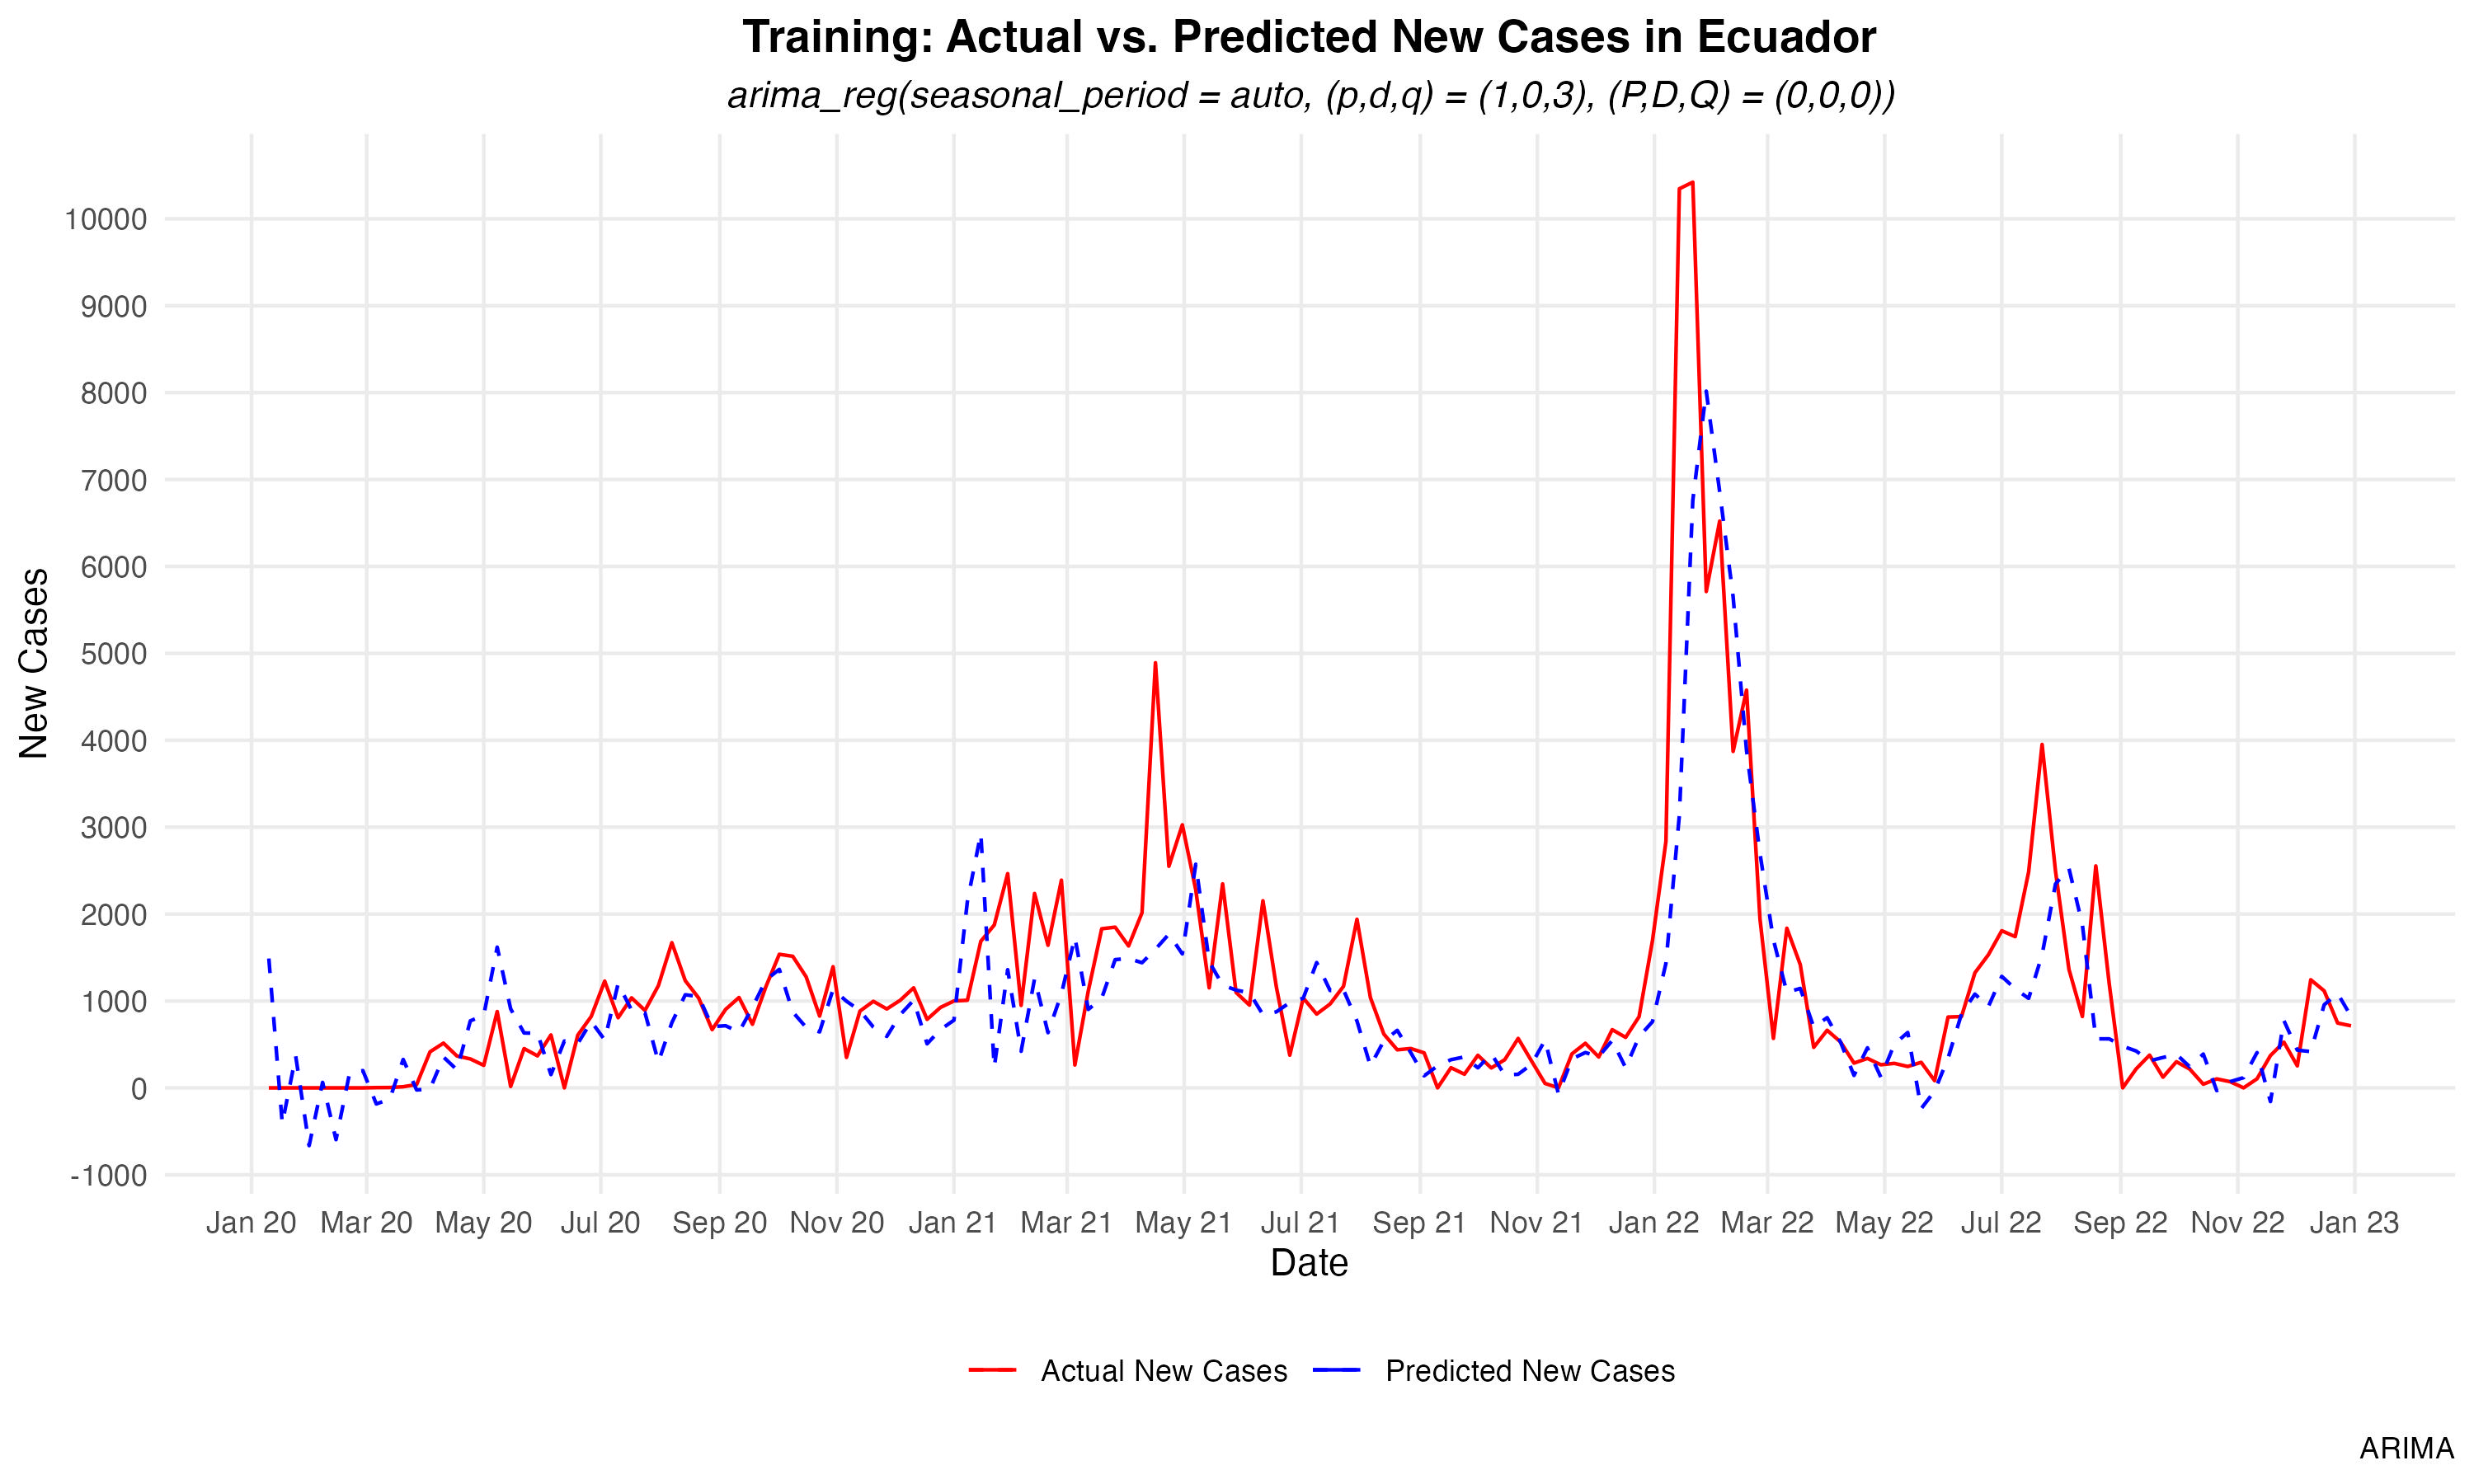 Training: Actual vs. Predicted New Cases in Ecuador
arima_reg(seasonal_period = auto, (p,d,q) = (1,0,3), (P,D,Q) = (0,0,0))
New Cases
10000
9000
8000
7000
6000
5000
4000
3000
2000
1000
0
-1000
Jan 20 Mar 20 May 20 Jul 20 Sep 20 Nov 20 Jan 21 Mar 21 May 21 Jul 21 Sep 21 Nov 21 Jan 22 Mar 22 May 22 Jul 22 Sep 22 Nov 22 Jan 23
Date
Actual New Cases Predicted New Cases
ARIMA